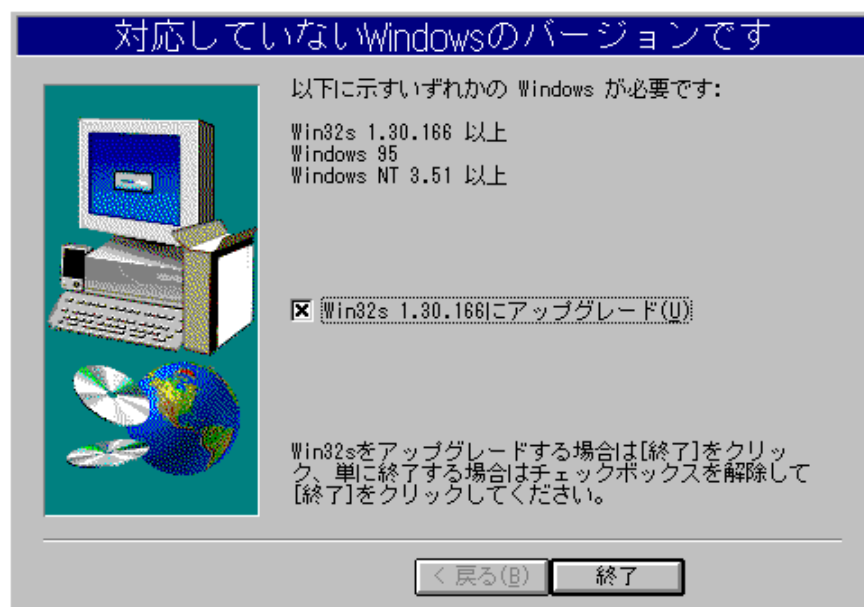 対応していないWindowsのバージョンです
以下に示すいずれかの Windows が必要です:
Win32s 1.30.166 以上
Windows 95
Windows NT 3.51 以上
Win32s 1.30.166にアップグレード(U)
Win32sをアップグレードする場合は[終了]をクリッ
ク、単に終了する場合はチェックボックスを解除して
[終了]をクリックしてください。
< 戻る(B)
終了